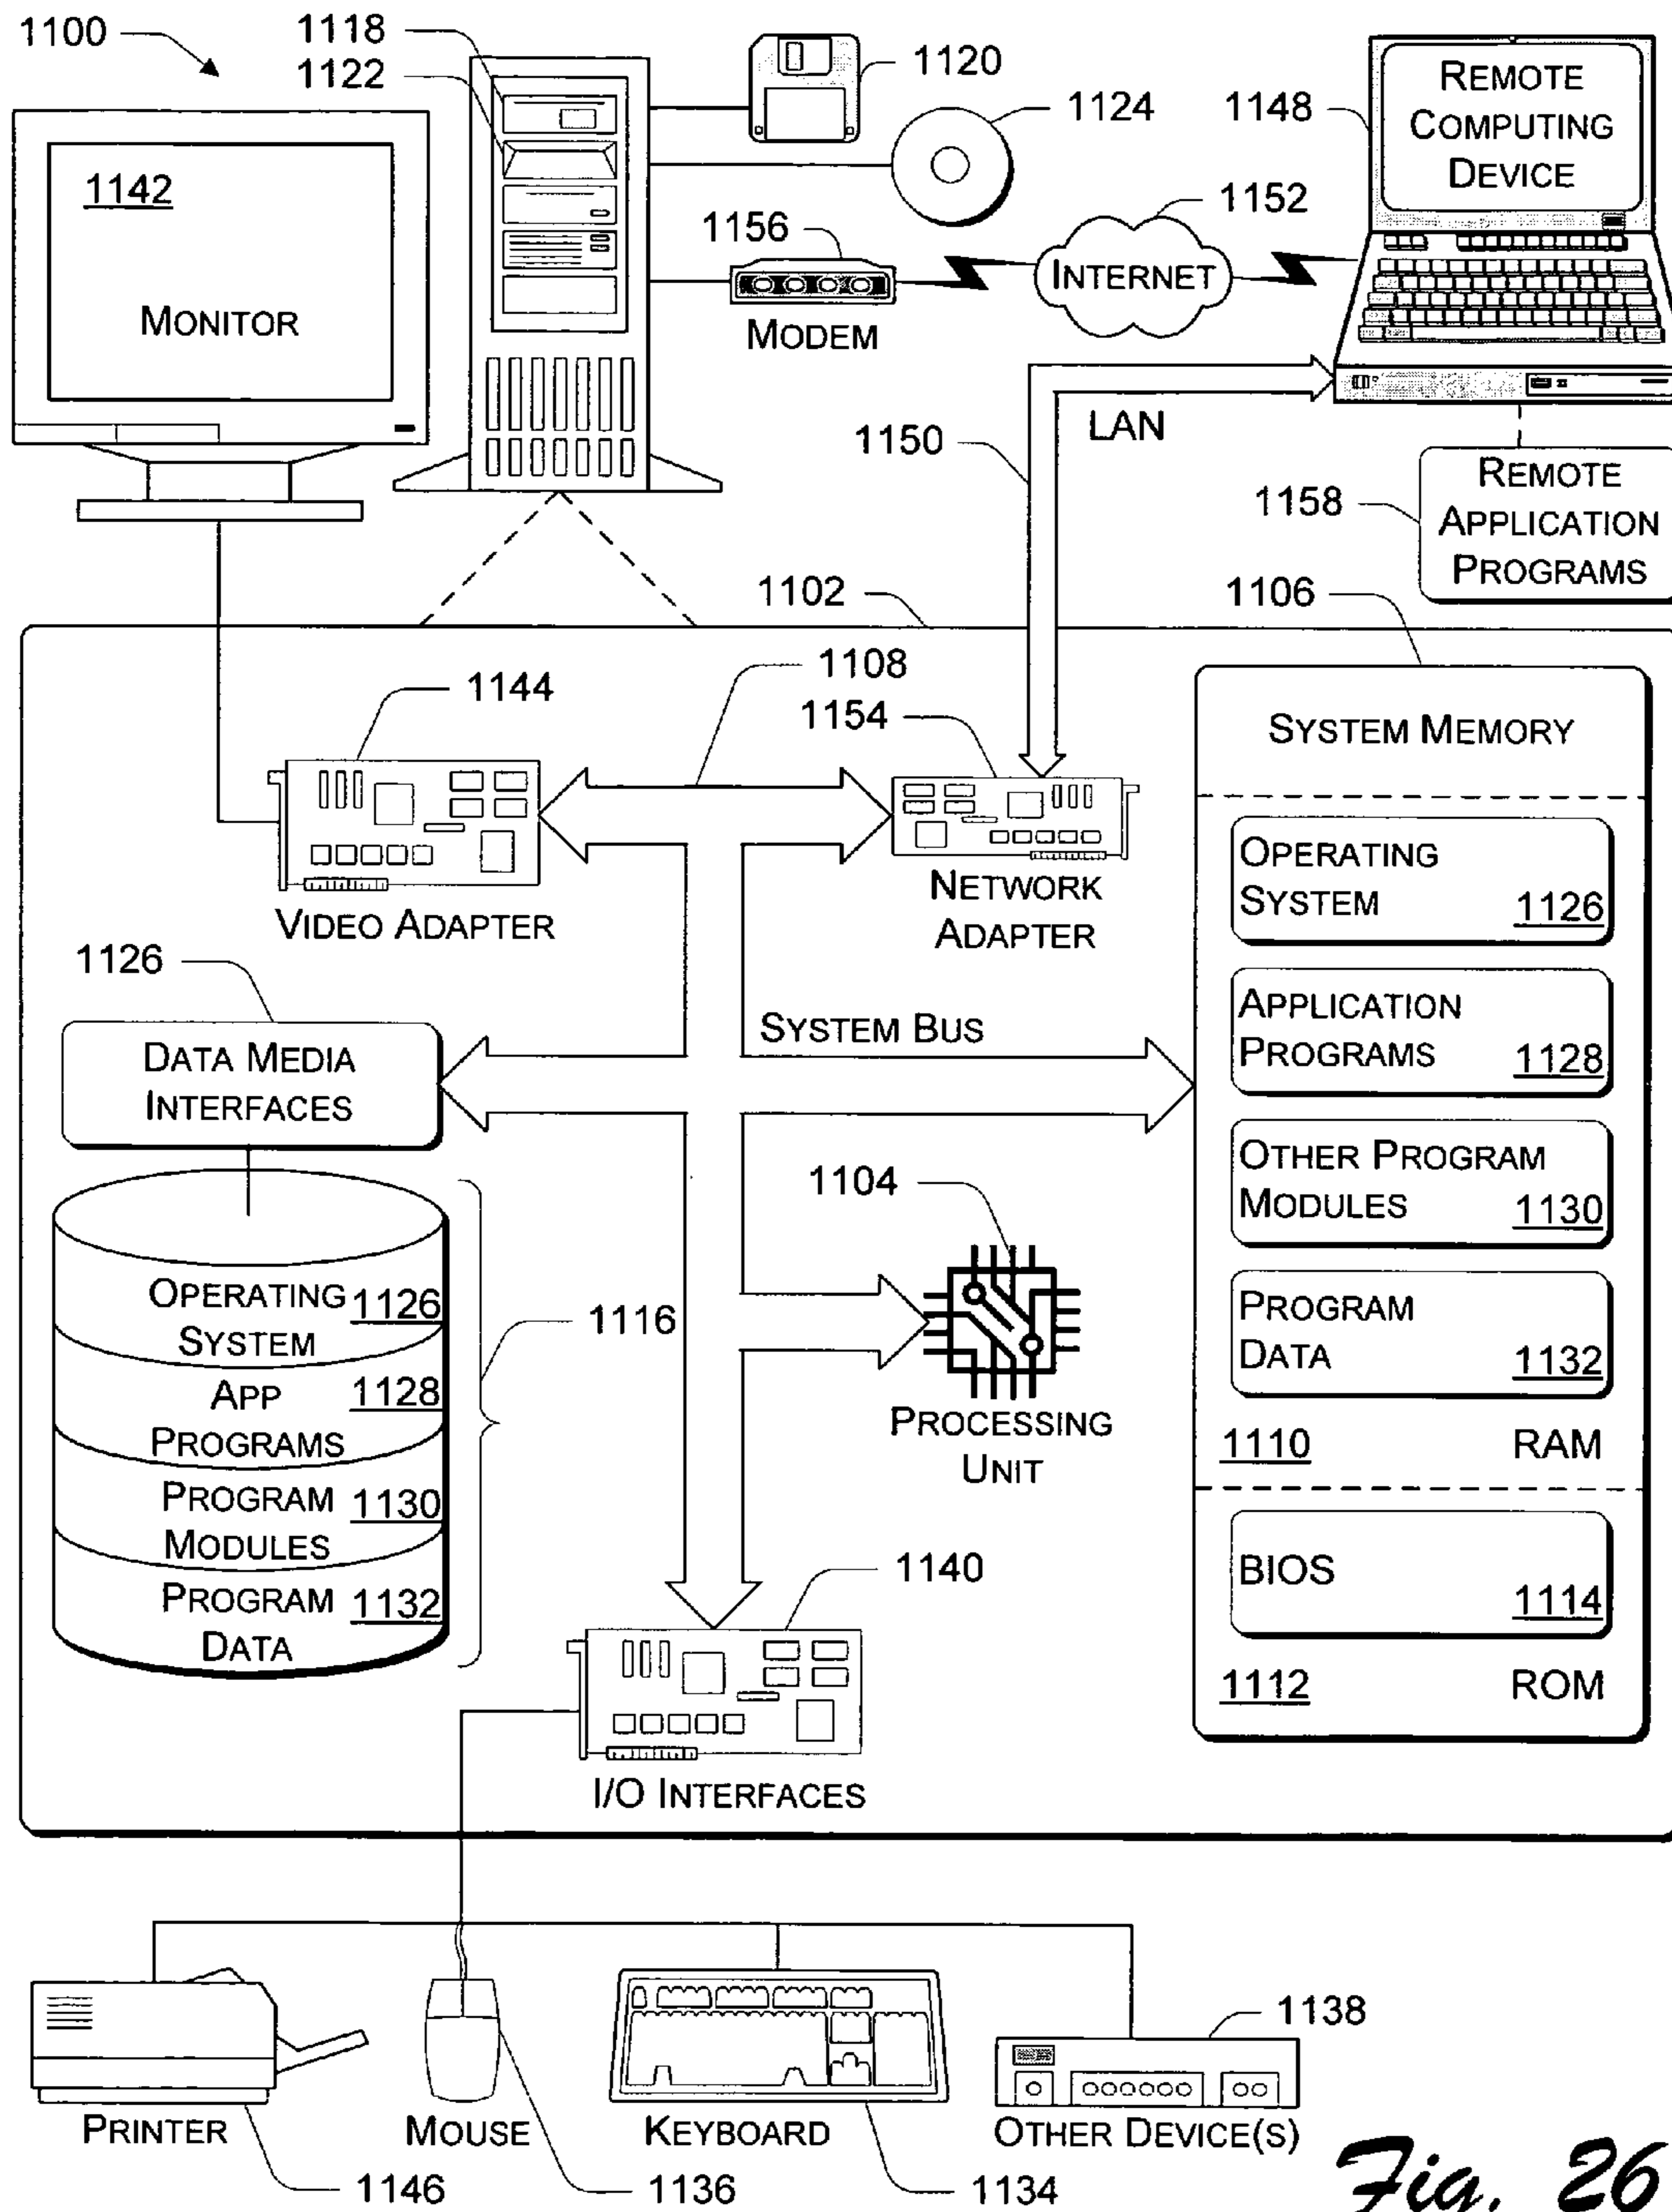 1100
1118
1122
1120
1124
1148
REMOTE
COMPUTING
DEVICE
1142
MONITOR
1156
MODEM
1152
INTERNET
1150
LAN
1158
REMOTE
APPLICATION
PROGRAMS
1102
1106
1108
1144
1154
VIDEO ADAPTER
NETWORK
ADAPTER
SYSTEM MEMORY
OPERATING
SYSTEM 1126
APPLICATION
PROGRAMS 1128
OTHER PROGRAM
MODULES 1130
PROGRAM
DATA 1132
1110 RAM
BIOS
1114
1112 ROM
1126
DATA MEDIA
INTERFACES
SYSTEM BUS
1104
PROCESSING
UNIT
OPERATING 1126
SYSTEM
APP 1128
PROGRAMS
PROGRAM 1130
MODULES
PROGRAM 1132
DATA
1116
1140
I/O INTERFACES
1138
PRINTER
MOUSE
KEYBOARD
OTHER DEVICE(S)
1146
1136
1134
Fig. 26